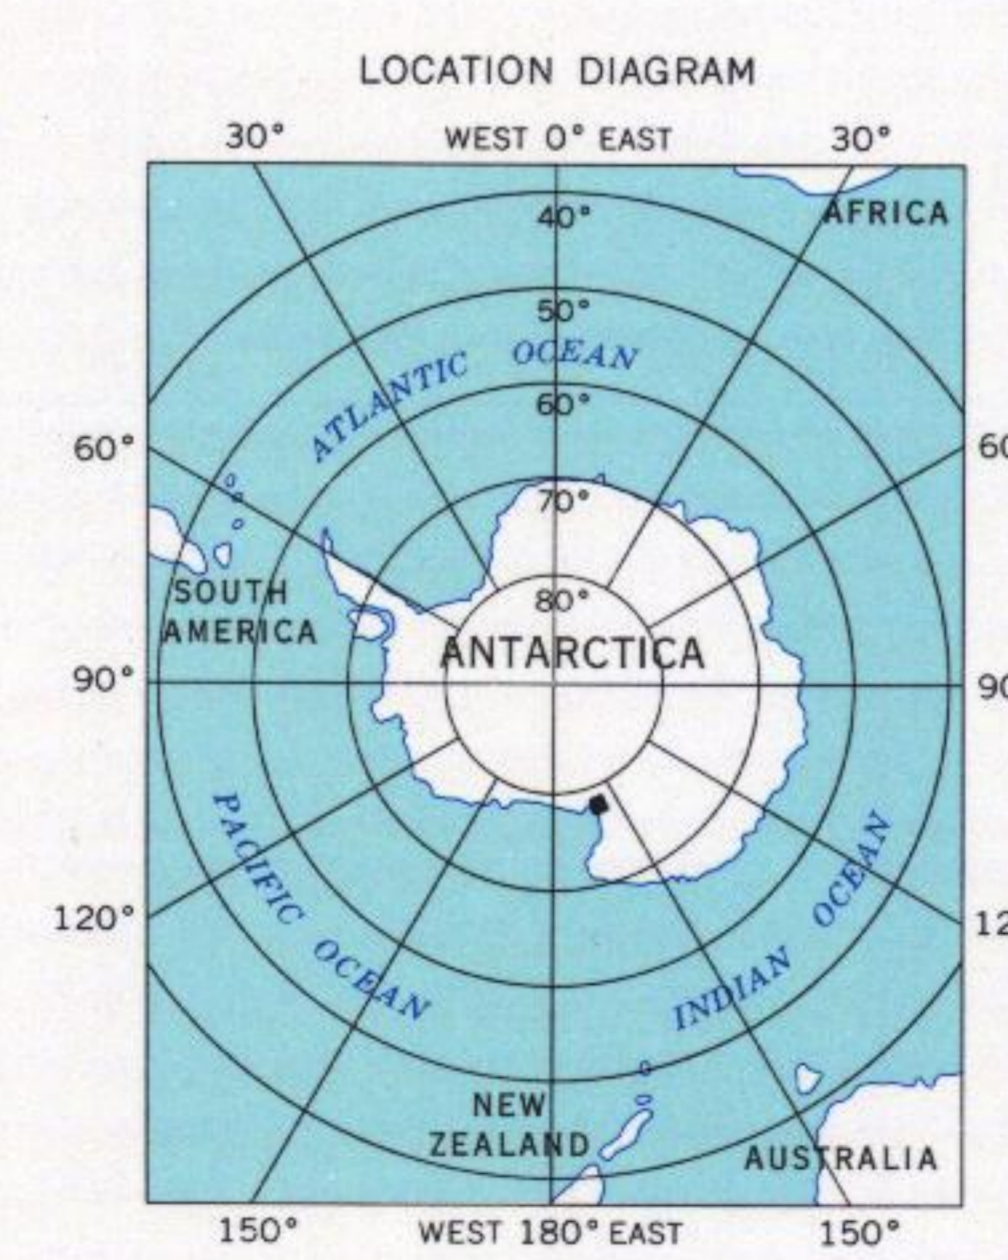 LOCATION DIAGRAM
30° WEST 0° EAST 30°
AFRICA
40°
50°
ATLANTIC OCEAN
60°
60°
70°
80°
SOUTH
AMERICA
ANTARCTICA
90°
PACIFIC OCEAN
INDIAN OCEAN
120°
NEW
ZEALAND
AUSTRALIA
150° WEST 180° EAST 150°